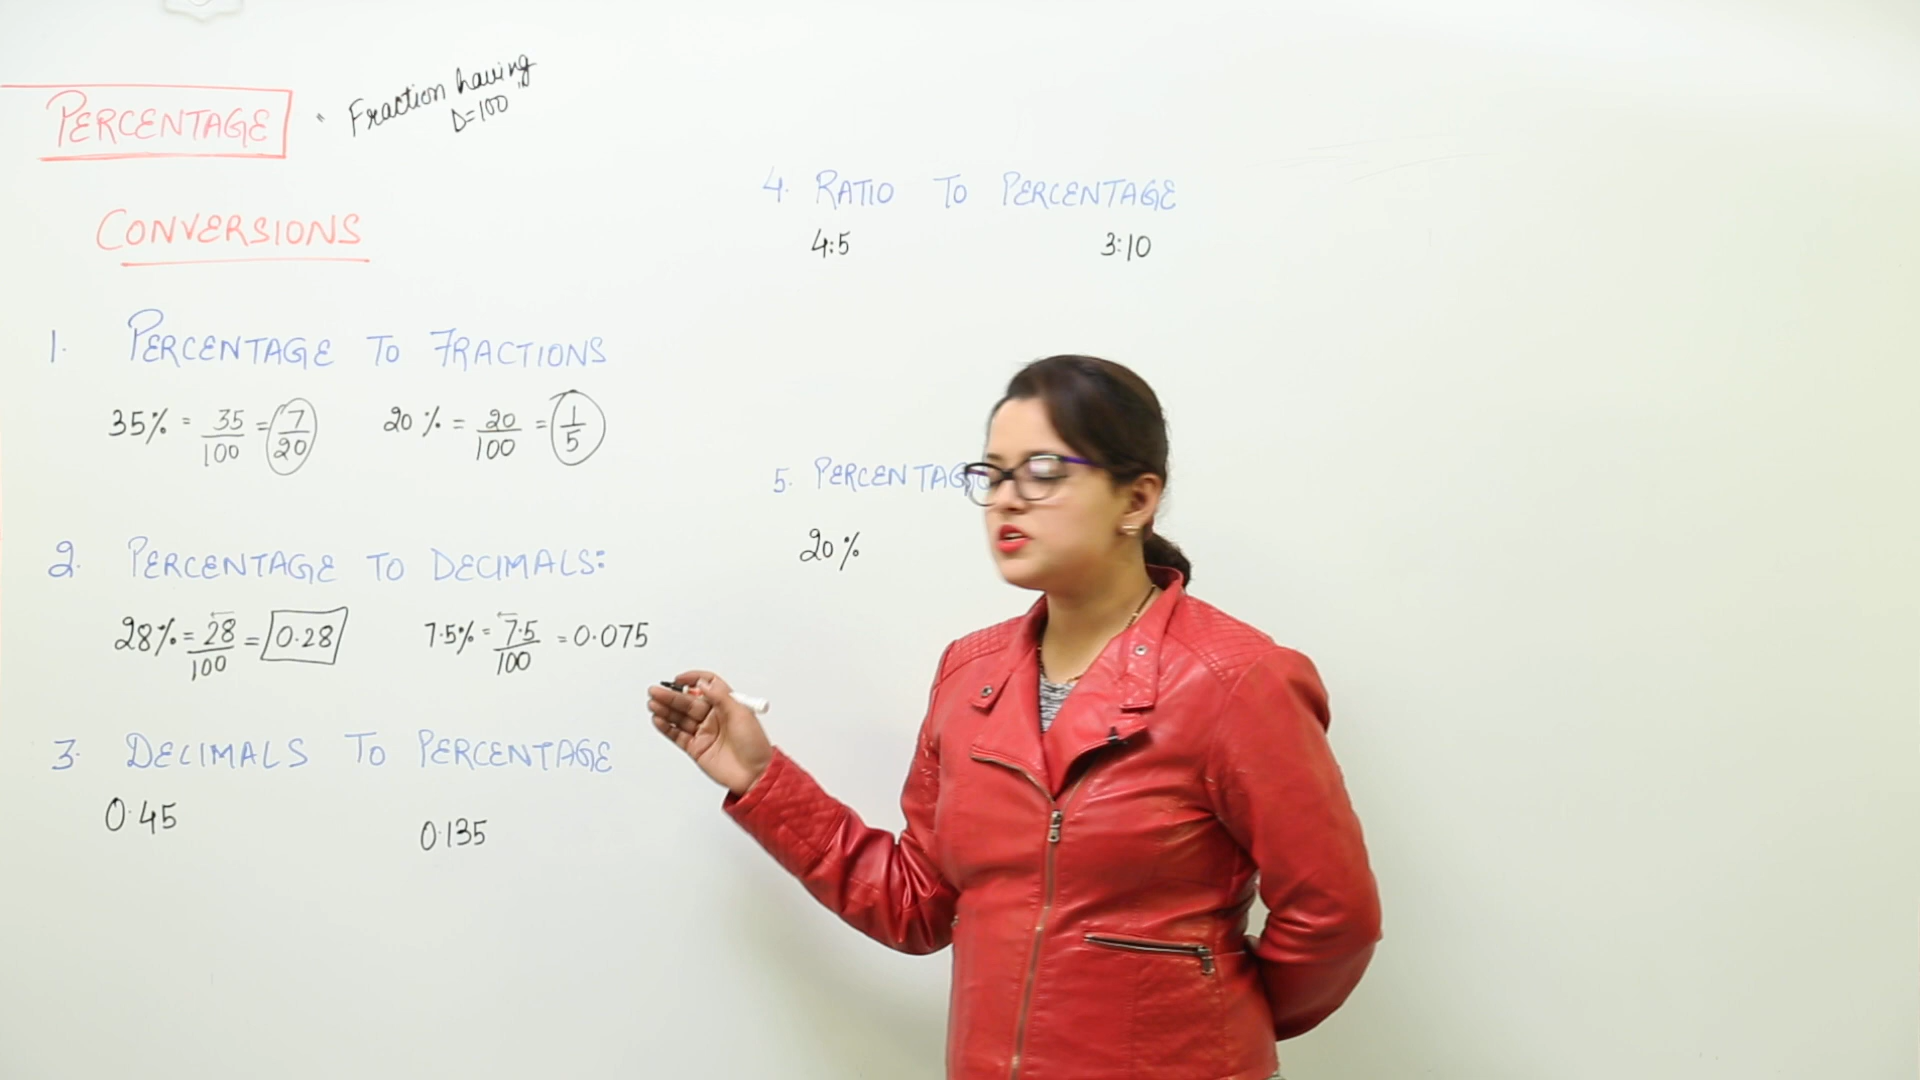 PERCENTAGE
Fraction having
D=100
CONVERSIONS
1. PERCENTAGE TO FRACTIONS
35% = 35/100 = 7/20 20% = 20/100 = 1/5
2. PERCENTAGE TO DECIMALS:
28% = 28/100 = 0.28 7.5% = 7.5/100 = 0.075
3. DECIMALS TO PERCENTAGE
0.45 0.135
4. RATIO TO PERCENTAGE
4:5 3:10
5. PERCENTAGE
20%